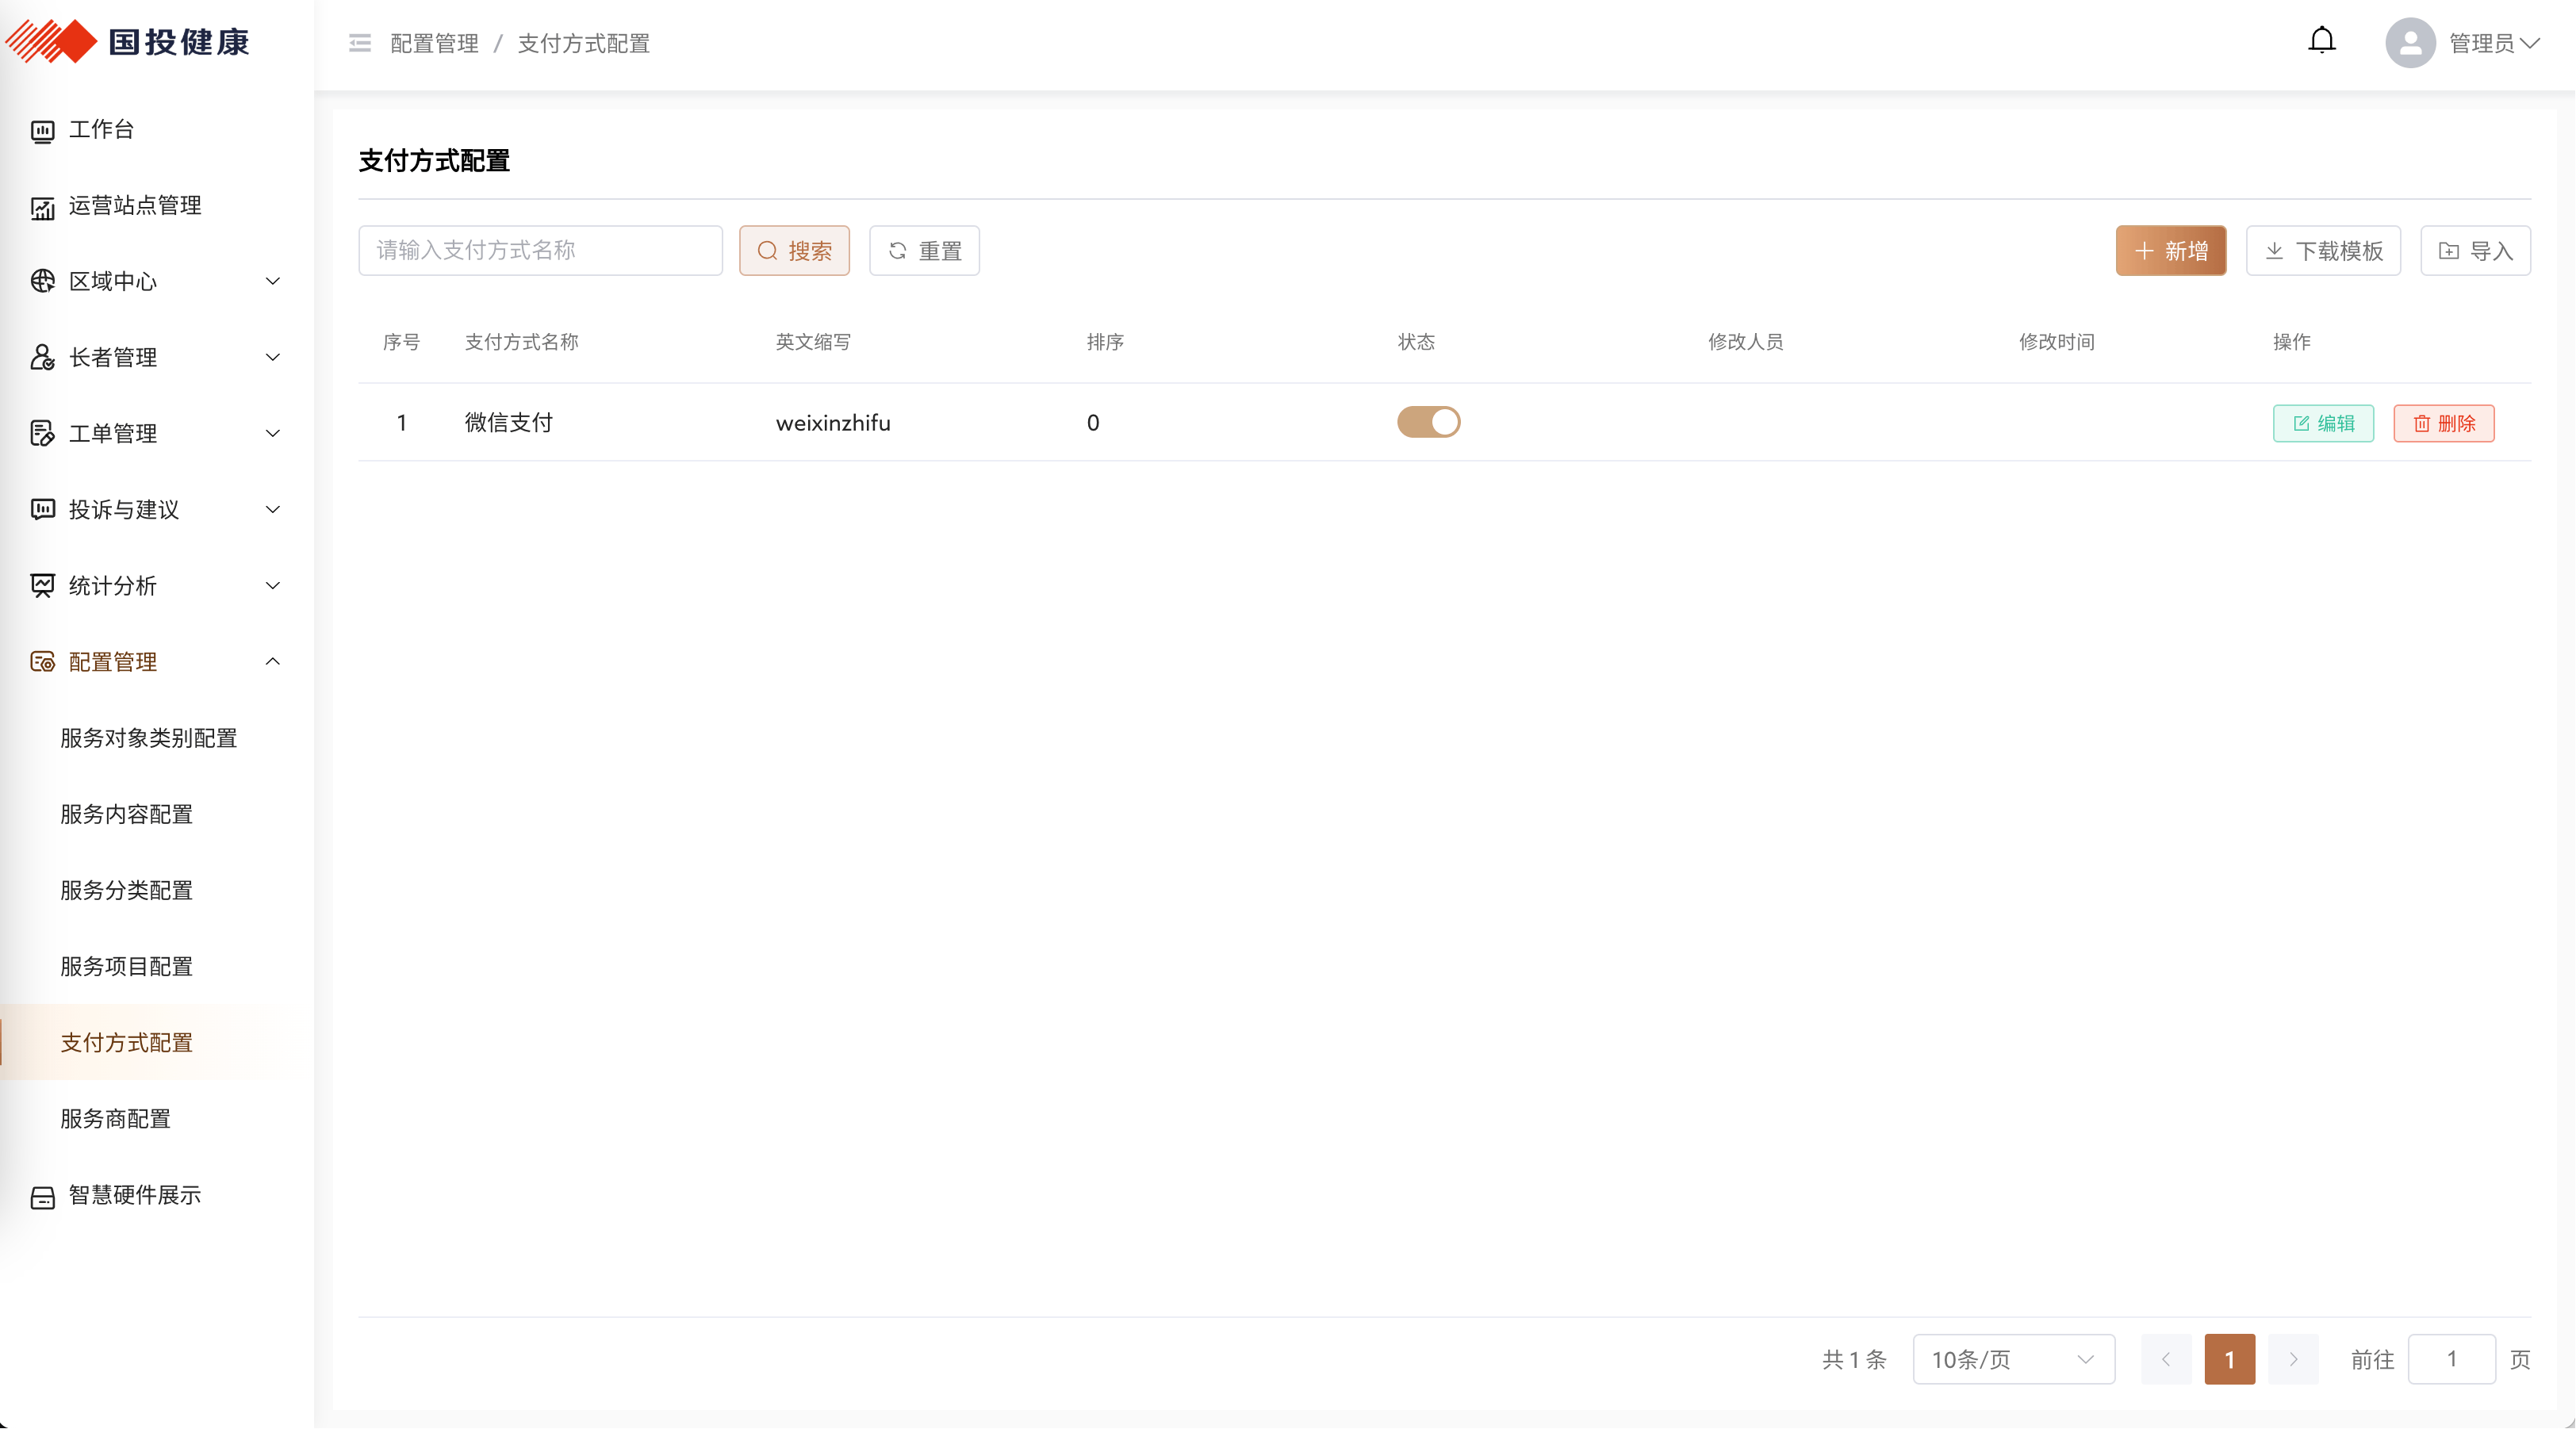 国投健康
配置管理 / 支付方式配置
管理员
工作台
运营站点管理
区域中心
长者管理
工单管理
投诉与建议
统计分析
配置管理
服务对象类别配置
服务内容配置
服务分类配置
服务项目配置
支付方式配置
服务商配置
智慧硬件展示
支付方式配置
请输入支付方式名称 搜索 重置 新增 下载模板 导入
序号 支付方式名称 英文缩写 排序 状态 修改人员 修改时间 操作
1 微信支付 weixinzhifu 0 编辑 删除
共 1 条 10条/页 1 前往 1 页